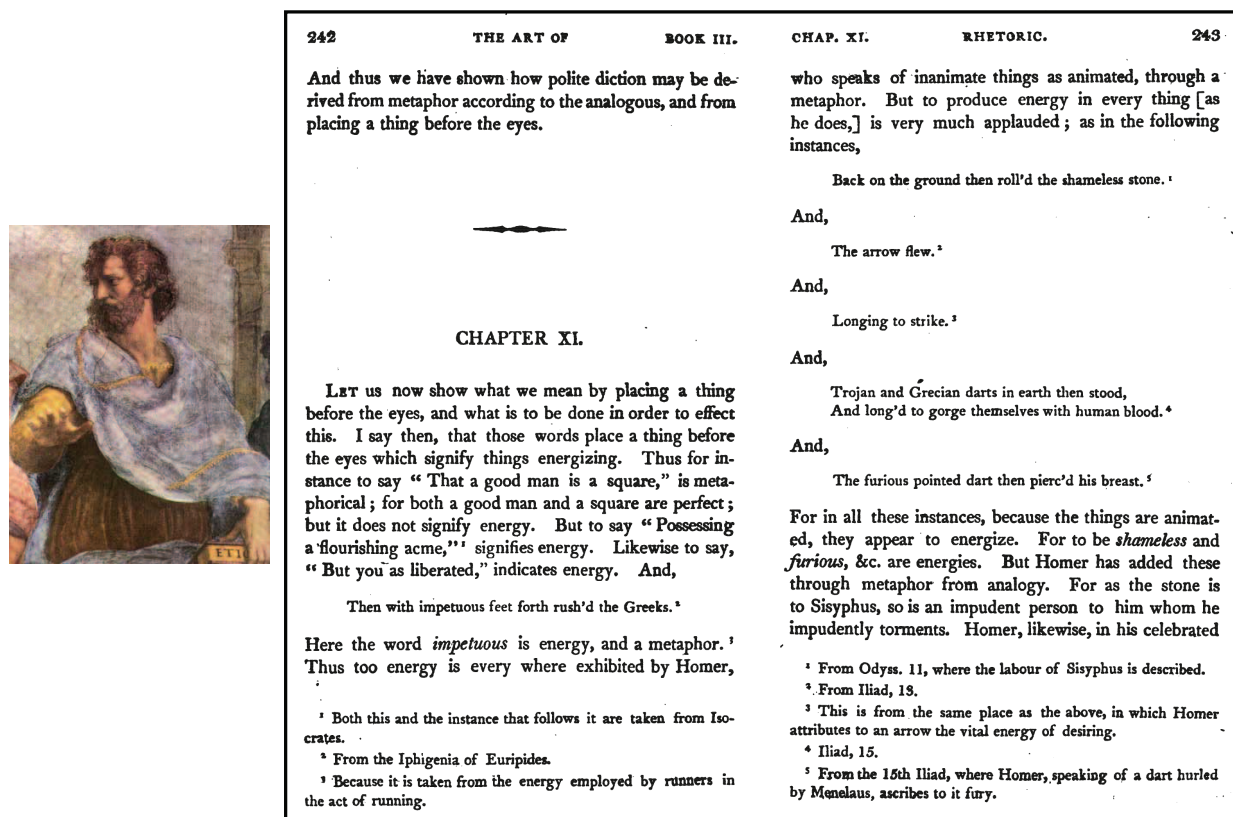 242 THE ART OF BOOK III.
And thus we have shown how polite diction may be de-
rived from metaphor according to the analogous, and from
placing a thing before the eyes.
CHAPTER XI.
LET us now show what we mean by placing a thing
before the eyes, and what is to be done in order to effect
this. I say then, that those words place a thing before
the eyes which signify things energizing. Thus for in-
stance to say “ That a good man is a square,” is meta-
phorical ; for both a good man and a square are perfect ;
but it does not signify energy. But to say “ Possessing
a flourishing acme,”¹ signifies energy. Likewise to say,
“ But you as liberated,” indicates energy. And,
Then with impetuous feet forth rush’d the Greeks.²
Here the word impetuous is energy, and a metaphor. ³
Thus too energy is every where exhibited by Homer,
¹ Both this and the instance that follows it are taken from Iso-
crates.
² From the Iphigenia of Euripides.
³ Because it is taken from the energy employed by runners in
the act of running.
CHAP. XI. RHETORIC. 243
who speaks of inanimate things as animated, through a
metaphor. But to produce energy in every thing [as
he does,] is very much applauded ; as in the following
instances,
Back on the ground then roll’d the shameless stone. ¹
And,
The arrow flew. ²
And,
Longing to strike. ³
And,
Trojan and Grecian darts in earth then stood,
And long’d to gorge themselves with human blood. ⁴
And,
The furious pointed dart then pierc’d his breast. ⁵
For in all these instances, because the things are animat-
ed, they appear to energize. For to be shameless and
furious, &c. are energies. But Homer has added these
through metaphor from analogy. For as the stone is
to Sisyphus, so is an impudent person to him whom he
impudently torments. Homer, likewise, in his celebrated
¹ From Odyss. 11, where the labour of Sisyphus is described.
² From Iliad, 13.
³ This is from the same place as the above, in which Homer
attributes to an arrow the vital energy of desiring.
⁴ Iliad, 15.
⁵ From the 15th Iliad, where Homer, speaking of a dart hurled
by Menelaus, ascribes to it fury.
ETI